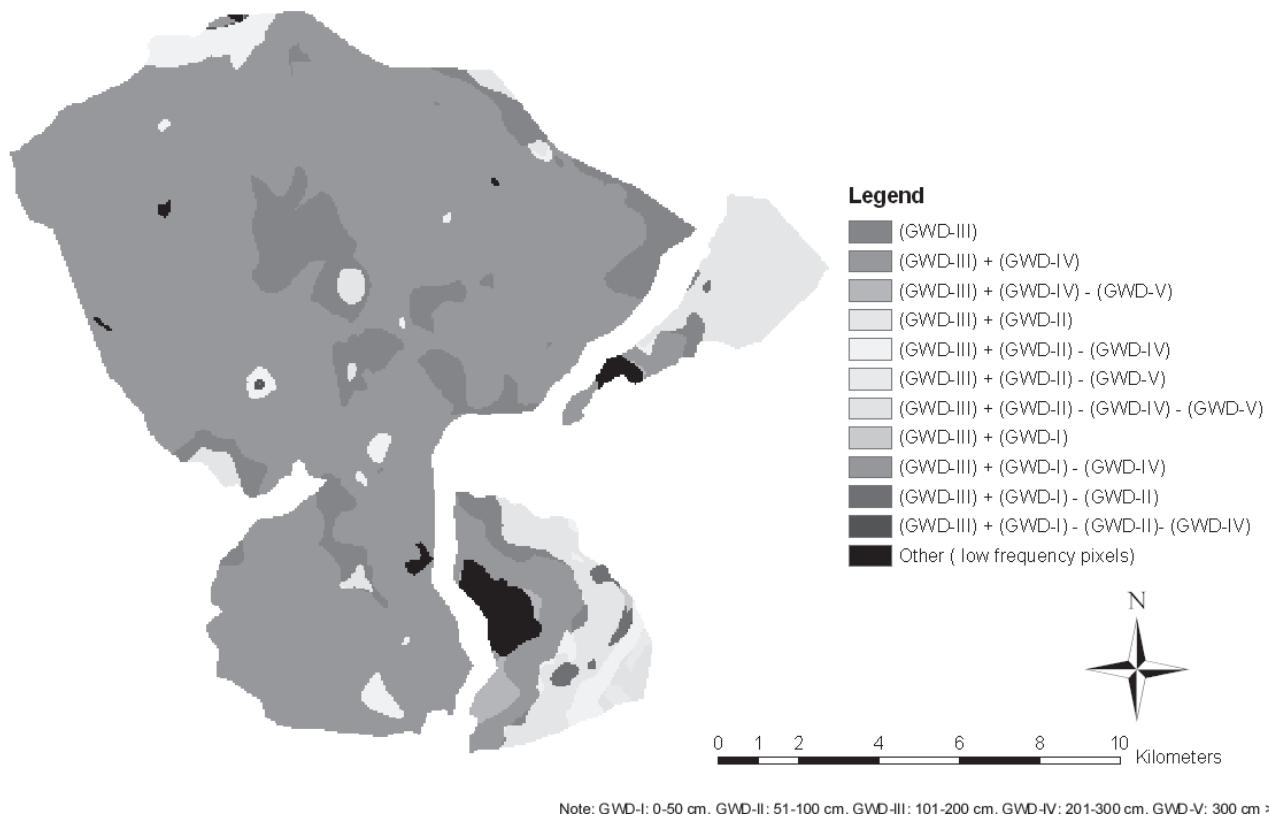 Legend
(GWD-III)
(GWD-III) + (GWD-IV)
(GWD-III) + (GWD-IV) - (GWD-V)
(GWD-III) + (GWD-II)
(GWD-III) + (GWD-II) - (GWD-IV)
(GWD-III) + (GWD-II) - (GWD-V)
(GWD-III) + (GWD-II) - (GWD-IV) - (GWD-V)
(GWD-III) + (GWD-I)
(GWD-III) + (GWD-I) - (GWD-IV)
(GWD-III) + (GWD-I) - (GWD-II)
(GWD-III) + (GWD-I) - (GWD-II)- (GWD-IV)
Other ( low frequency pixels)
N
0 1 2 4 6 8 10
Kilometers
Note: GWD-I: 0-50 cm, GWD-II: 51-100 cm, GWD-III: 101-200 cm, GWD-IV: 201-300 cm, GWD-V: 300 cm >